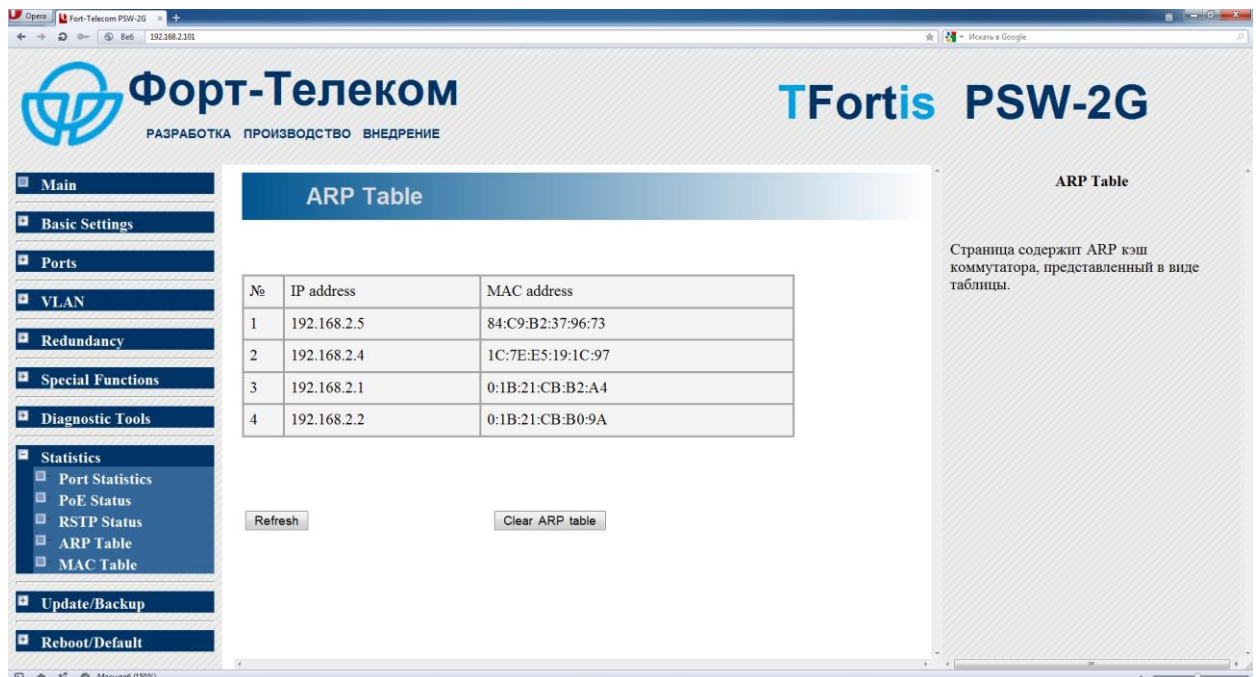 Opera
Fort-Telecom PSW-2G
Веб 192.168.2.101
Искать в Google
Форт-Телеком
РАЗРАБОТКА ПРОИЗВОДСТВО ВНЕДРЕНИЕ
TFortis PSW-2G
Main
Basic Settings
Ports
VLAN
Redundancy
Special Functions
Diagnostic Tools
Statistics
Port Statistics
PoE Status
RSTP Status
ARP Table
MAC Table
Update/Backup
Reboot/Default
ARP Table
№ IP address MAC address
1 192.168.2.5 84:C9:B2:37:96:73
2 192.168.2.4 1C:7E:E5:19:1C:97
3 192.168.2.1 0:1B:21:CB:B2:A4
4 192.168.2.2 0:1B:21:CB:B0:9A
Refresh Clear ARP table
ARP Table
Страница содержит ARP кэш
коммутатора, представленный в виде
таблицы.
Масштаб (150%)